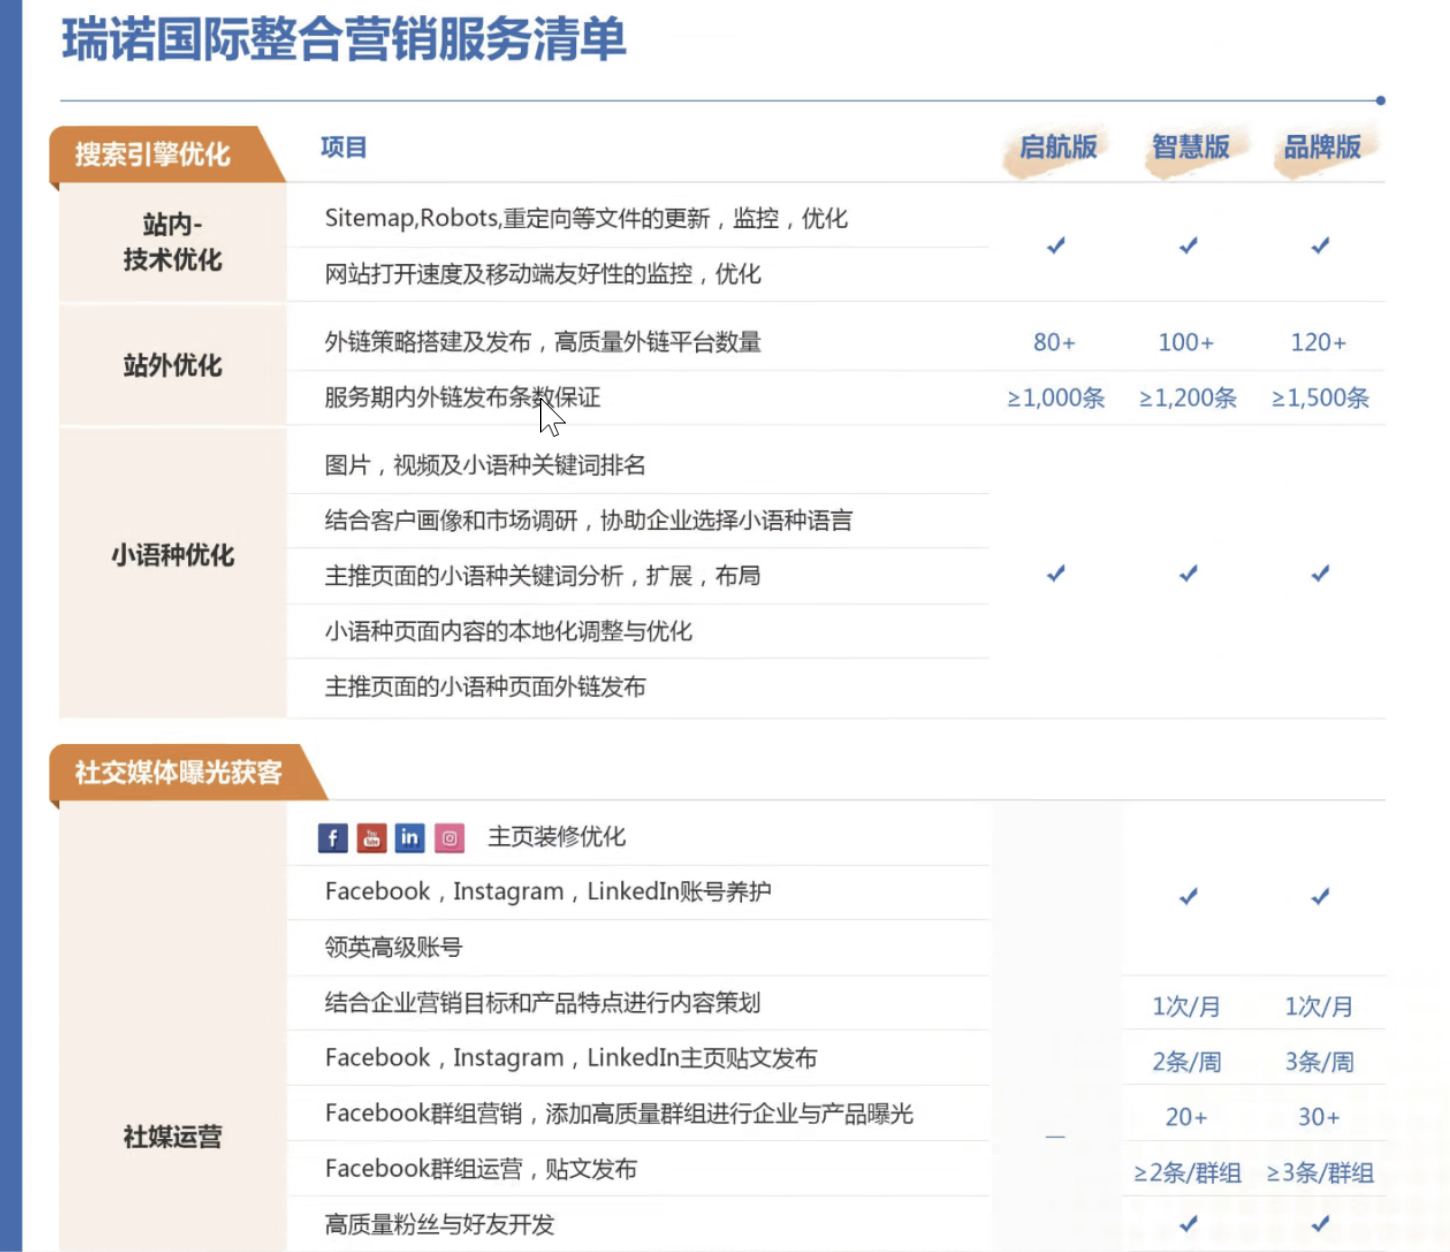 瑞诺国际整合营销服务清单
搜索引擎优化
项目
启航版
智慧版
品牌版
站内-
技术优化
Sitemap,Robots,重定向等文件的更新，监控，优化
网站打开速度及移动端友好性的监控，优化
站外优化
外链策略搭建及发布，高质量外链平台数量
80+
100+
120+
服务期内外链发布条数保证
≥1,000条
≥1,200条
≥1,500条
小语种优化
图片，视频及小语种关键词排名
结合客户画像和市场调研，协助企业选择小语种语言
主推页面的小语种关键词分析，扩展，布局
小语种页面内容的本地化调整与优化
主推页面的小语种页面外链发布
社交媒体曝光获客
社媒运营
f You Tube in 主页装修优化
Facebook，Instagram，LinkedIn账号养护
领英高级账号
结合企业营销目标和产品特点进行内容策划
1次/月
1次/月
Facebook，Instagram，LinkedIn主页贴文发布
2条/周
3条/周
Facebook群组营销，添加高质量群组进行企业与产品曝光
20+
30+
Facebook群组运营，贴文发布
≥2条/群组
≥3条/群组
高质量粉丝与好友开发